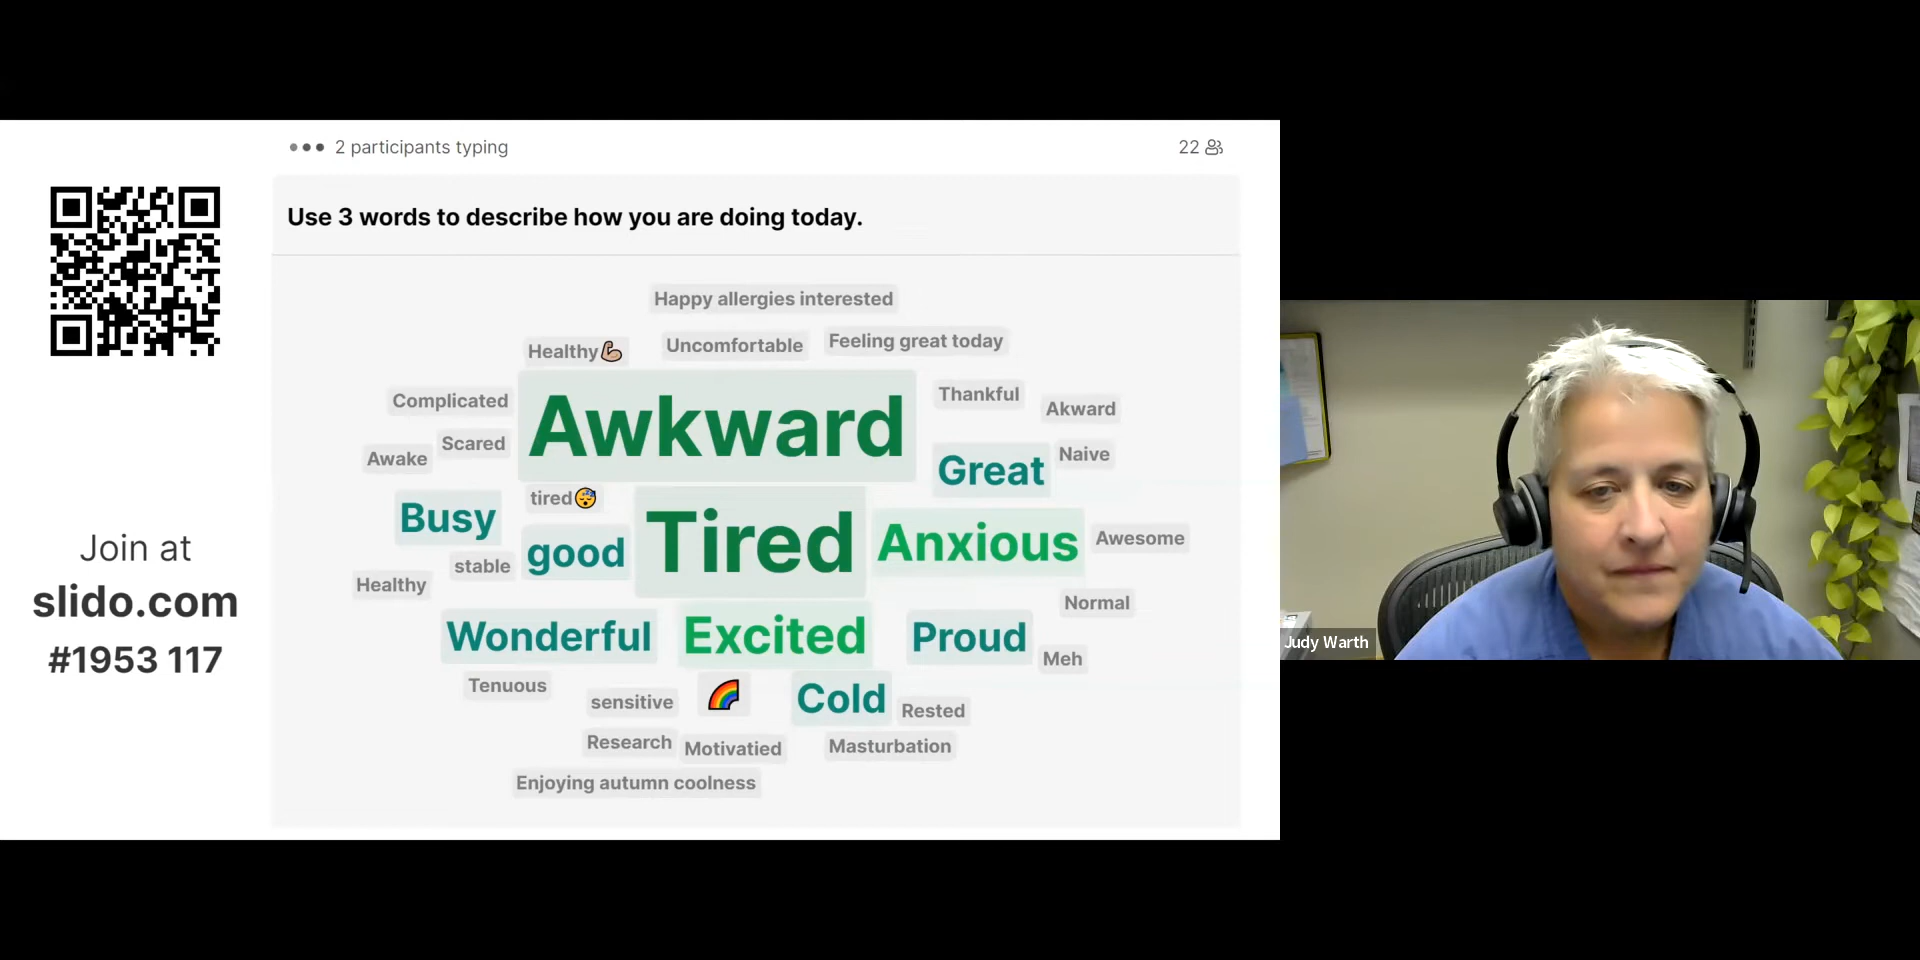 2 participants typing
22
Use 3 words to describe how you are doing today.
Happy allergies interested
Healthy💪🏼
Uncomfortable
Feeling great today
Complicated
Awkward
Thankful
Akward
Awake
Scared
Great
Naive
Busy
tired😴
good
Tired
Anxious
Awesome
stable
Healthy
Normal
Wonderful
Excited
Proud
Meh
Tenuous
sensitive
🌈
Cold
Rested
Research
Motivatied
Masturbation
Enjoying autumn coolness
Join at
slido.com
#1953 117
Judy Warth